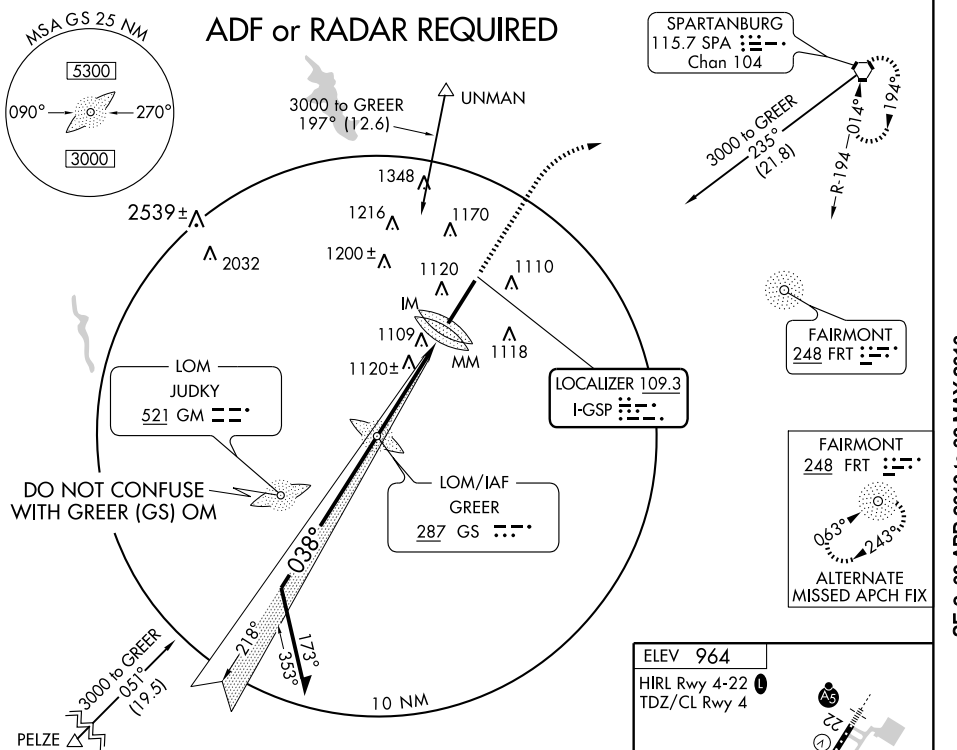 MSA GS 25 NM
5300
090°
270°
3000
ADF or RADAR REQUIRED
SPARTANBURG
115.7 SPA
Chan 104
3000 to GREER
197° (12.6)
UNMAN
3000 to GREER
235°
(21.8)
R-194
014°
194°
1348
2539±
1216
1170
2032
1200±
1120
1110
IM
1109
MM
1118
1120±
FAIRMONT
248 FRT
LOM
JUDKY
521 GM
LOCALIZER 109.3
I-GSP
DO NOT CONFUSE
WITH GREER (GS) OM
LOM/IAF
GREER
287 GS
FAIRMONT
248 FRT
063°
243°
ALTERNATE
MISSED APCH FIX
038°
218°
353°
173°
3000 to GREER
051°
(19.5)
PELZE
10 NM
ELEV 964
HIRL Rwy 4-22 L
TDZ/CL Rwy 4
A5
22